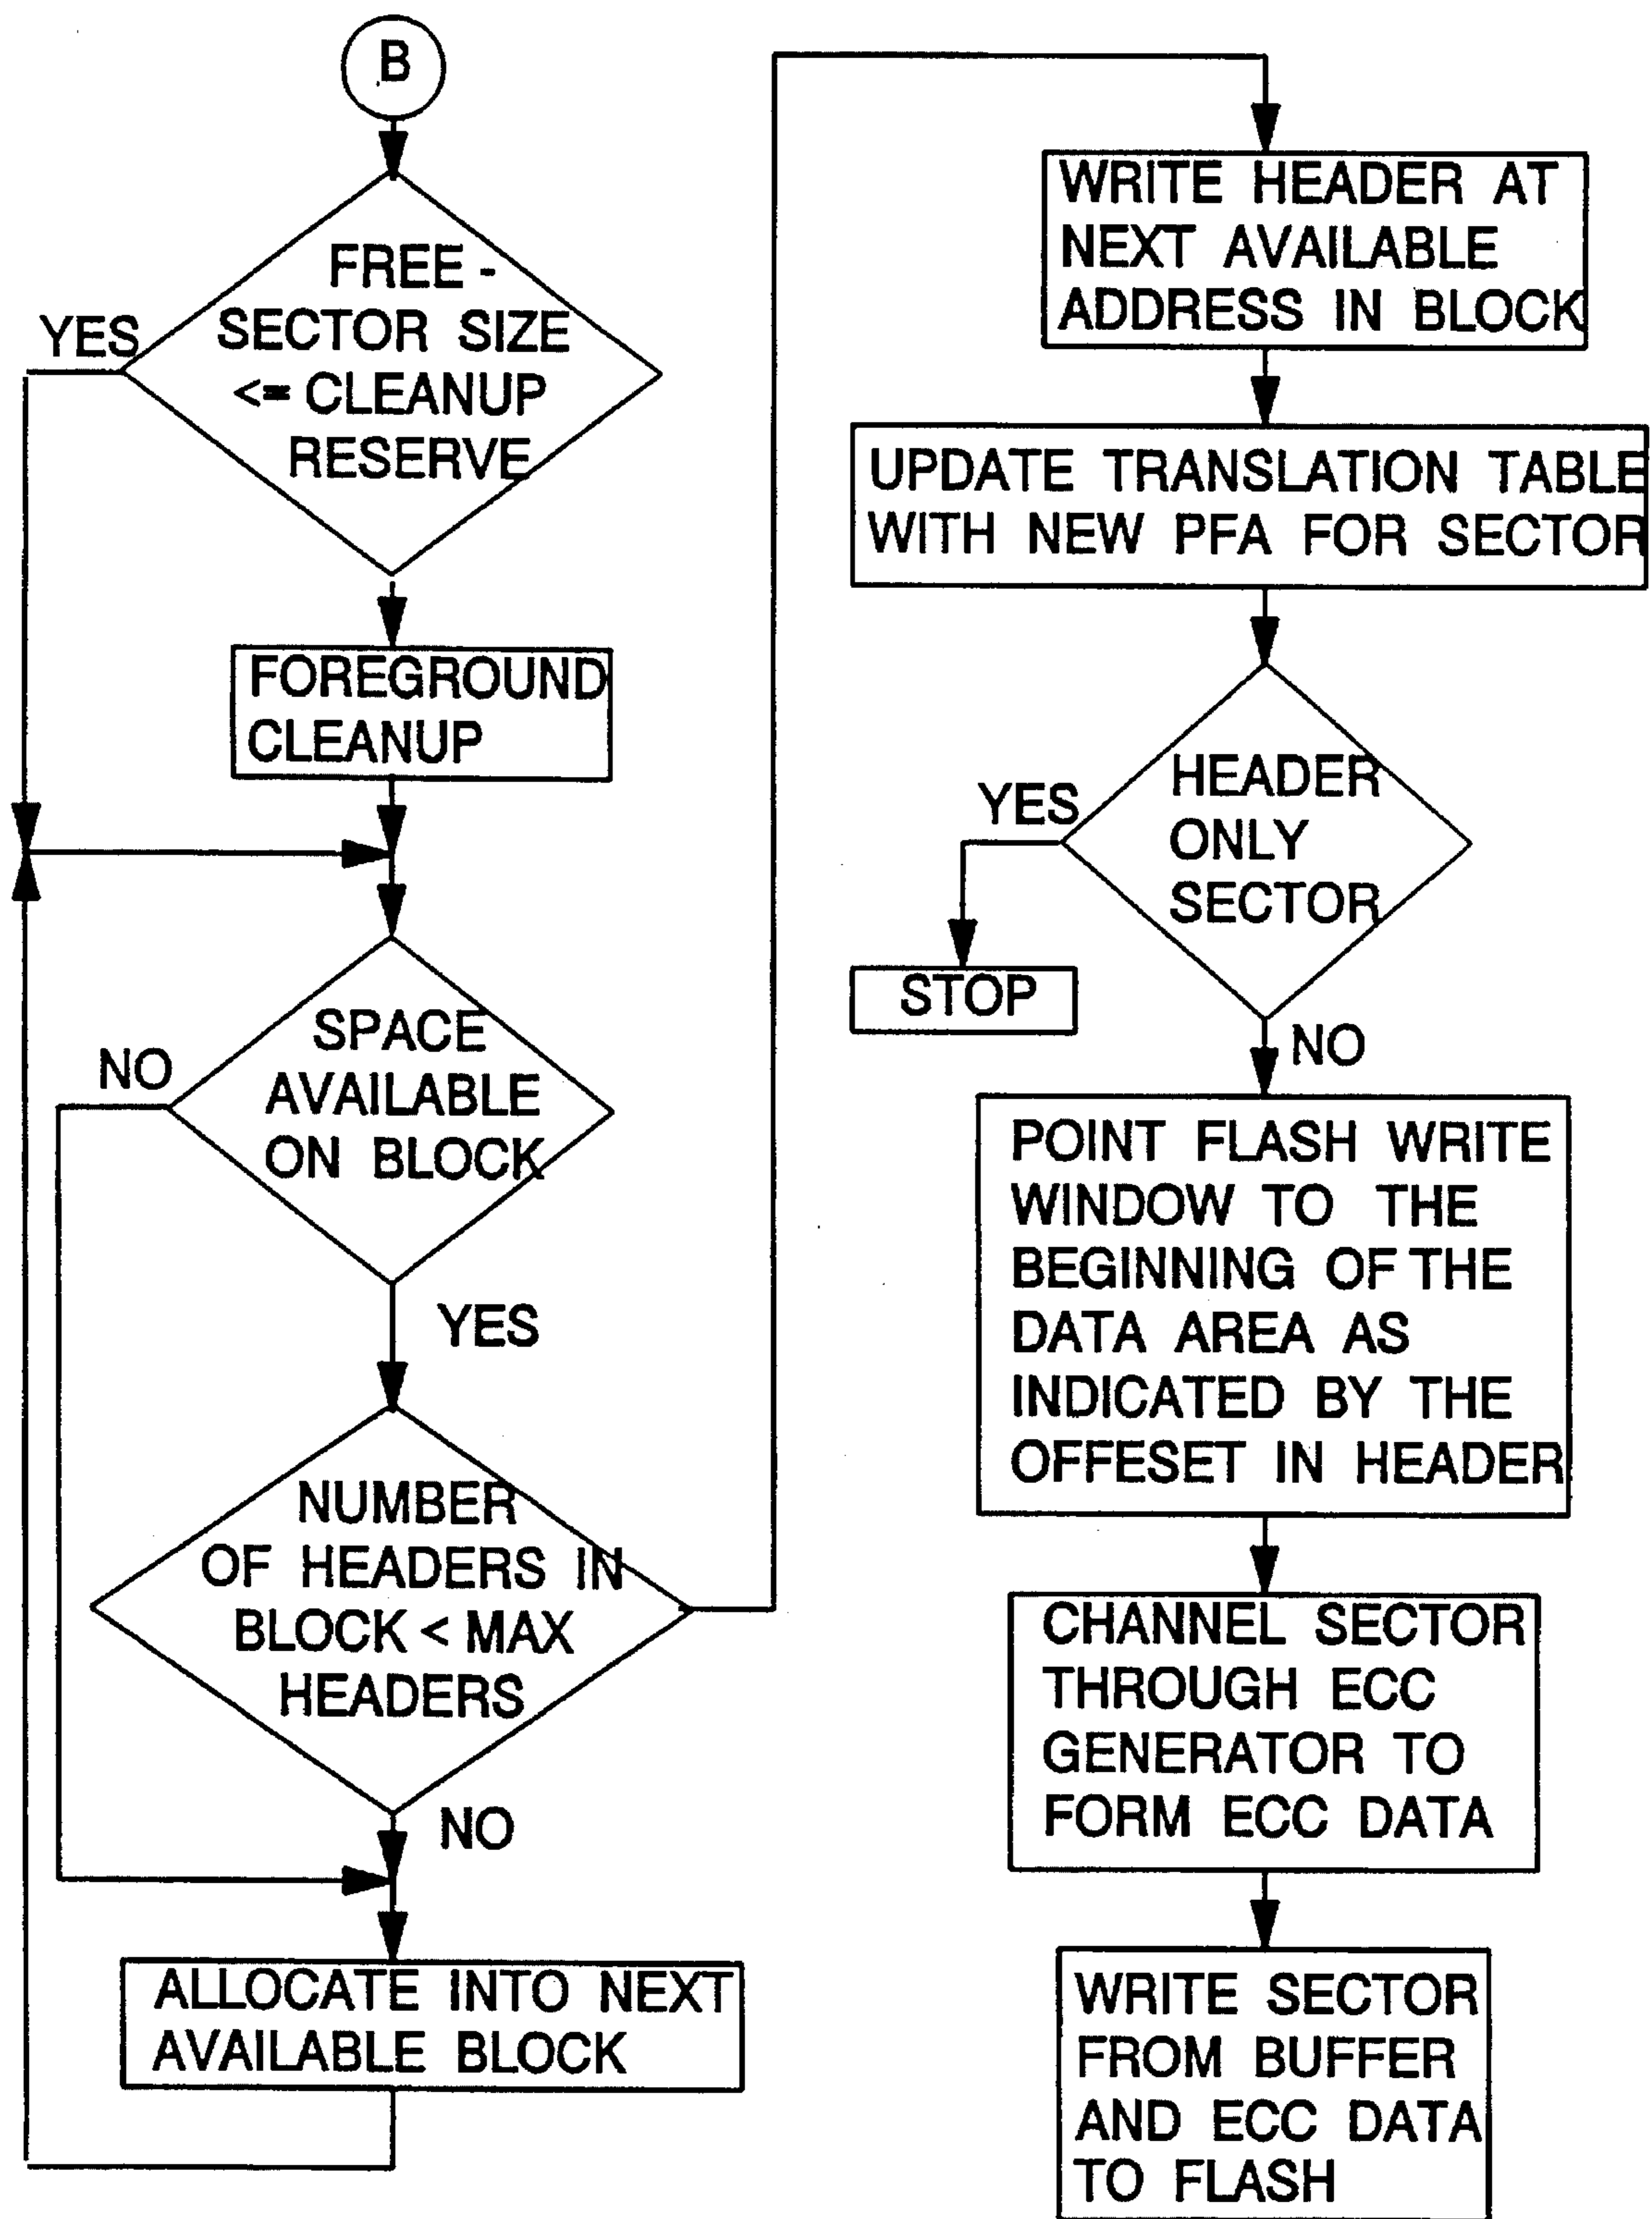 B
FREE -
SECTOR SIZE
<= CLEANUP
RESERVE
YES
FOREGROUND
CLEANUP
SPACE
AVAILABLE
ON BLOCK
NO
YES
NUMBER
OF HEADERS IN
BLOCK < MAX
HEADERS
NO
ALLOCATE INTO NEXT
AVAILABLE BLOCK
WRITE HEADER AT
NEXT AVAILABLE
ADDRESS IN BLOCK
UPDATE TRANSLATION TABLE
WITH NEW PFA FOR SECTOR
HEADER
ONLY
SECTOR
YES
STOP
NO
POINT FLASH WRITE
WINDOW TO THE
BEGINNING OF THE
DATA AREA AS
INDICATED BY THE
OFFESET IN HEADER
CHANNEL SECTOR
THROUGH ECC
GENERATOR TO
FORM ECC DATA
WRITE SECTOR
FROM BUFFER
AND ECC DATA
TO FLASH